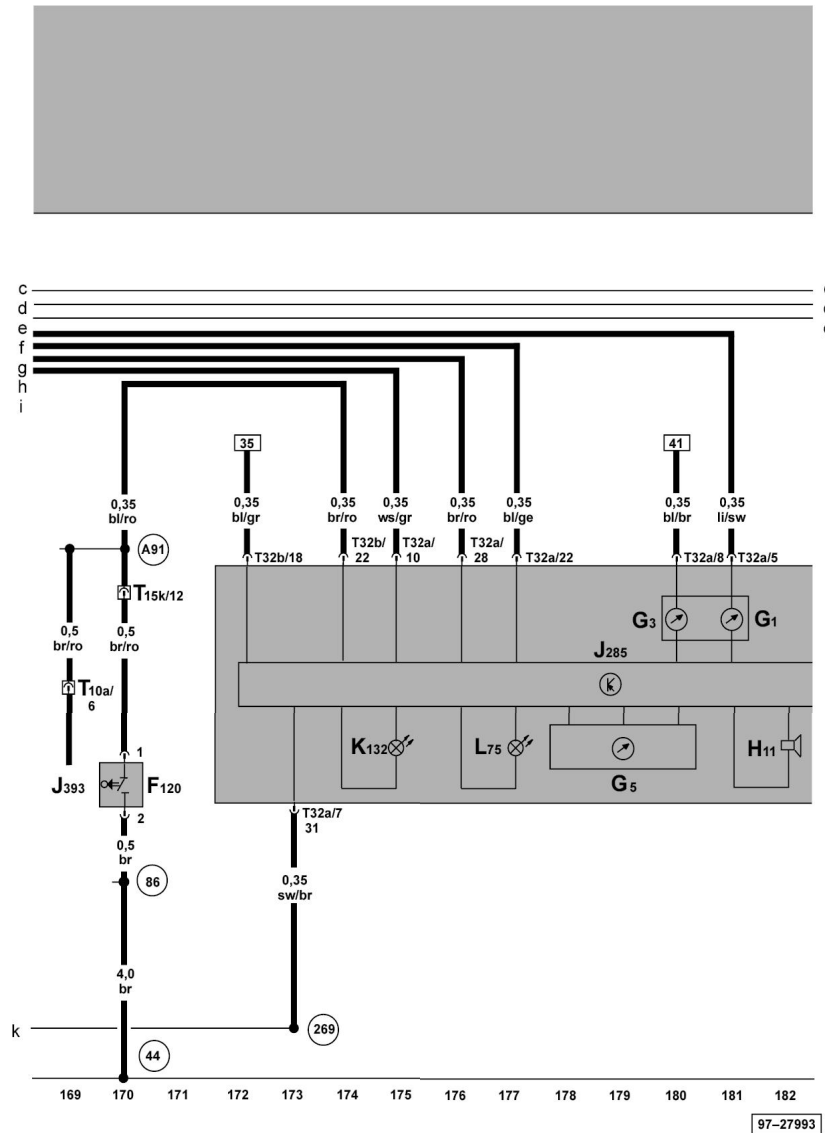 c
d
e
f
g
h
i
35
41
0,35 bl/ro
0,35 bl/gr
0,35 br/ro
0,35 ws/gr
0,35 br/ro
0,35 bl/ge
0,35 bl/br
0,35 li/sw
A91
T32b/18
T32b/ 22
T32a/ 10
T32a/ 28
T32a/22
T32a/8
T32a/5
T15k/12
G3
G1
0,5 br/ro
0,5 br/ro
J285
T10a/ 6
K132
L75
H11
1
J393
F120
G5
2
T32a/7 31
0,5 br
86
0,35 sw/br
4,0 br
k
269
44
169 170 171 172 173 174 175 176 177 178 179 180 181 182
97–27993